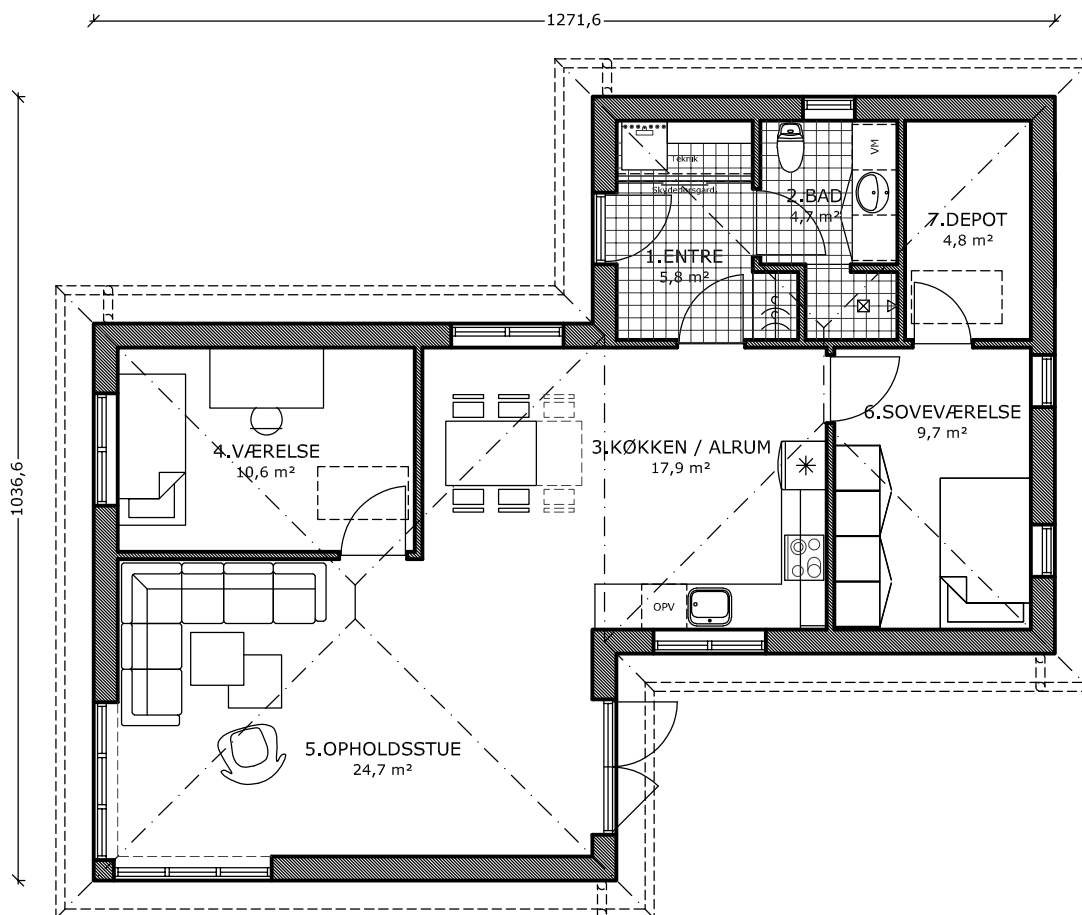 1271,6
1036,6
Teknik
Skydedørsgard.
1.ENTRE
5,8 m²
2.BAD
4,7 m²
VM
7.DEPOT
4,8 m²
4.VÆRELSE
10,6 m²
3.KØKKEN / ALRUM
17,9 m²
6.SOVEVÆRELSE
9,7 m²
OPV
5.OPHOLDSSTUE
24,7 m²